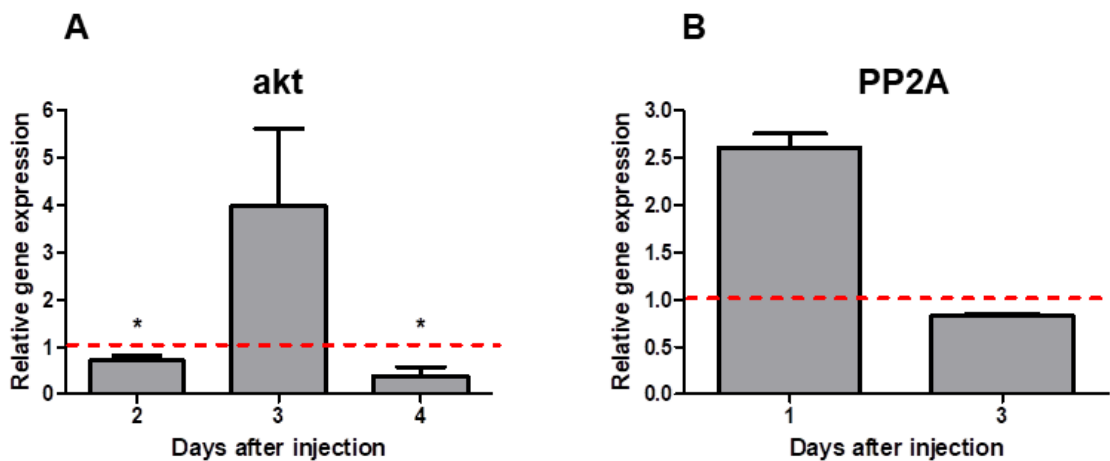 A
akt
Relative gene expression
6
5
4
3
2
1
0
*
*
2
3
4
Days after injection
B
PP2A
Relative gene expression
3.0
2.5
2.0
1.5
1.0
0.5
0.0
1
3
Days after injection